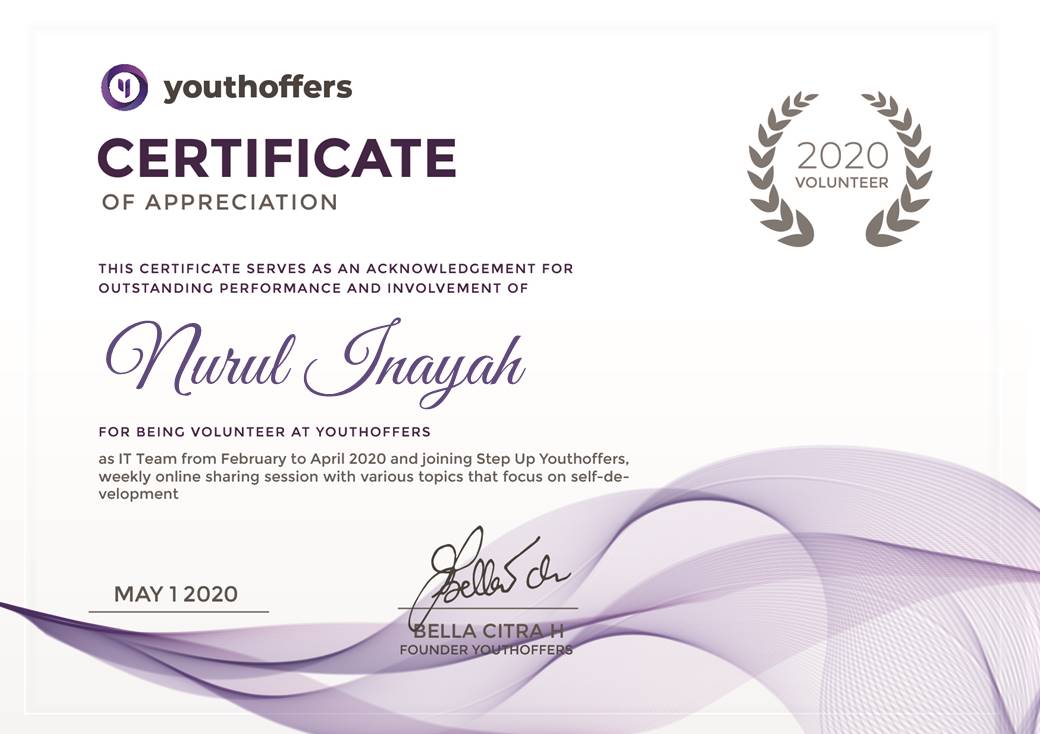 youthoffers
CERTIFICATE
OF APPRECIATION
2020
VOLUNTEER
THIS CERTIFICATE SERVES AS AN ACKNOWLEDGEMENT FOR
OUTSTANDING PERFORMANCE AND INVOLVEMENT OF
Nurul Inayah
FOR BEING VOLUNTEER AT YOUTHOFFERS
as IT Team from February to April 2020 and joining Step Up Youthoffers,
weekly online sharing session with various topics that focus on self-de-
velopment
MAY 1 2020
BELLA CITRA H
FOUNDER YOUTHOFFERS